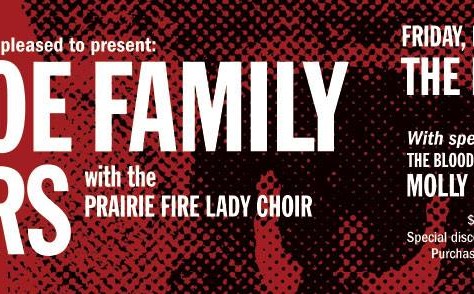 pleased to present:
DE FAMILY
RS
with the
PRAIRIE FIRE LADY CHOIR
FRIDAY,
THE
With spe
THE BLOOD
MOLLY
$
Special disco
Purchas